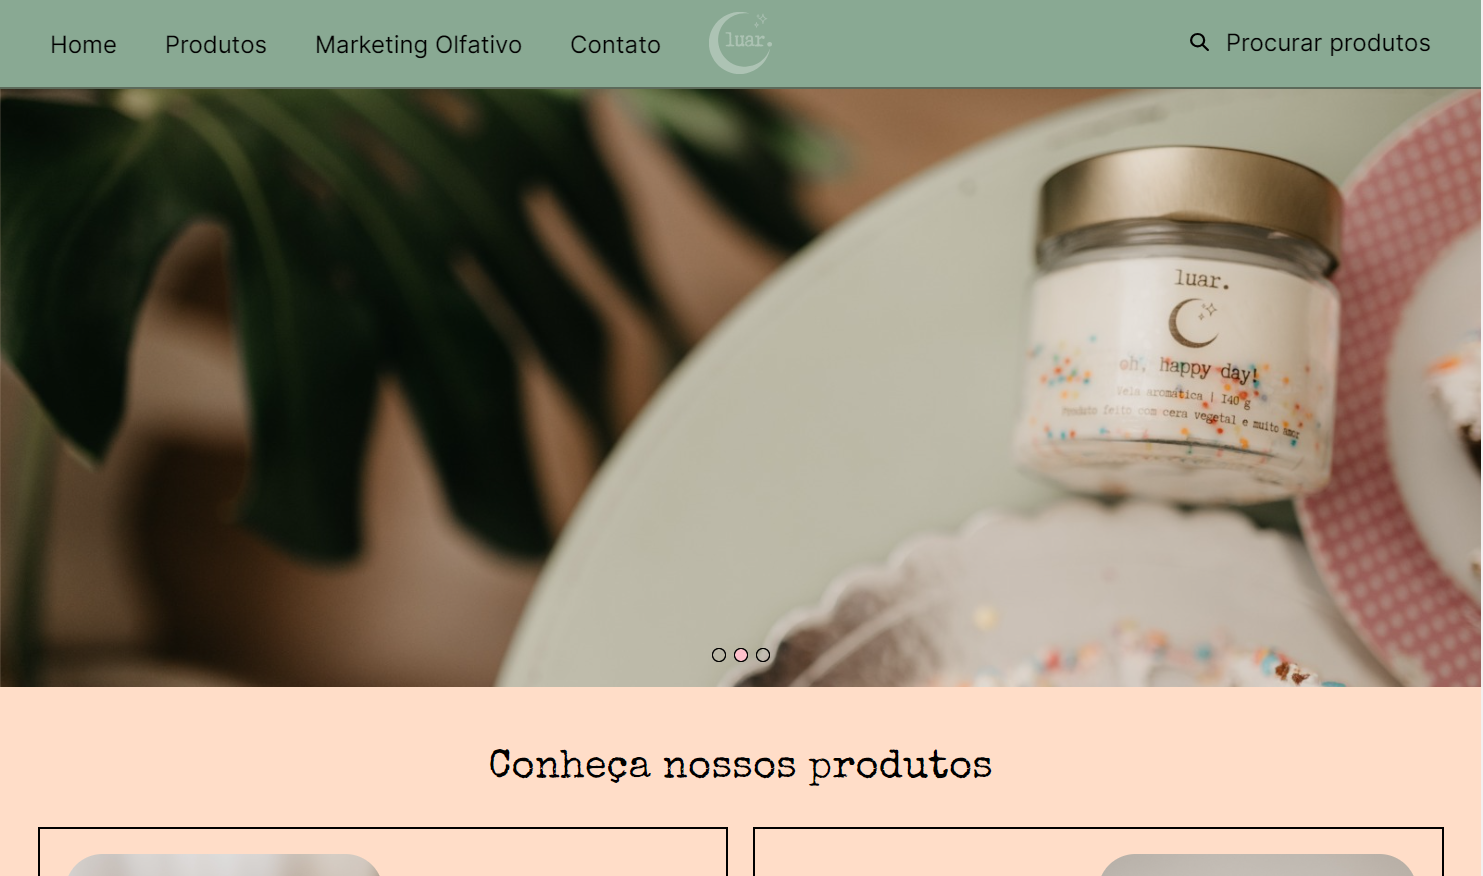 Home Produtos Marketing Olfativo Contato luar. Procurar produtos
luar.
oh, happy day!
Vela aromática | 140 g
Produto feito com cera vegetal e muito amor
Conheça nossos produtos